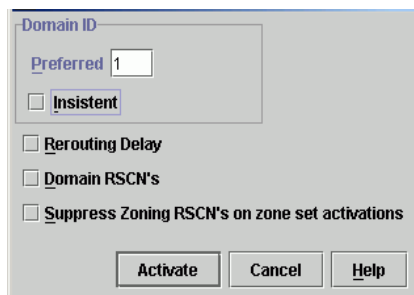 Domain ID
Preferred 1
Insistent
Rerouting Delay
Domain RSCN's
Suppress Zoning RSCN's on zone set activations
Activate Cancel Help